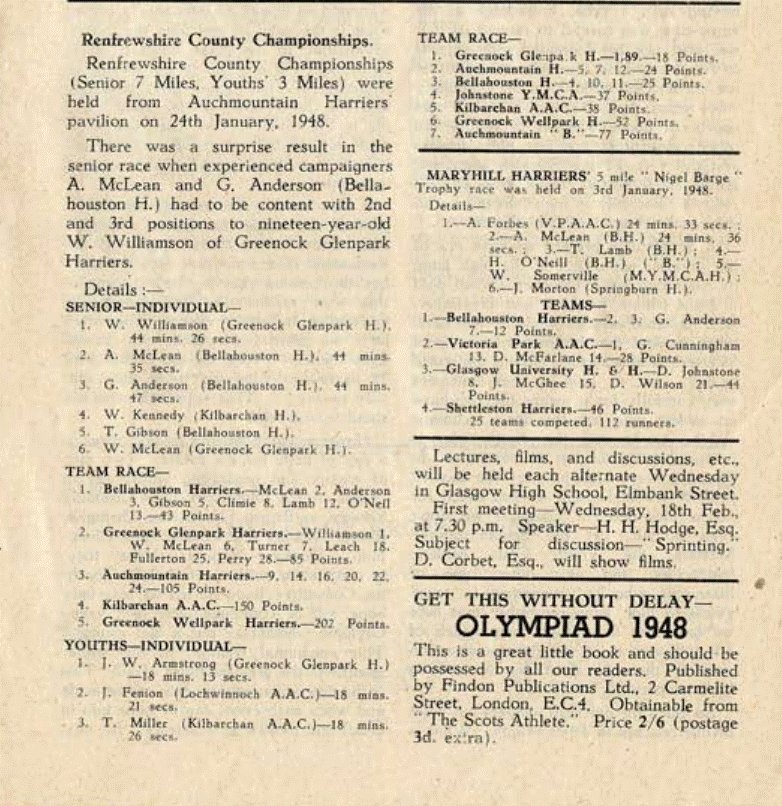 Renfrewshire County Championships.
Renfrewshire County Championships
(Senior 7 Miles, Youths' 3 Miles) were
held from Auchmountain Harriers'
pavilion on 24th January, 1948.
There was a surprise result in the
senior race when experienced campaigners
A. McLean and G. Anderson (Bella-
houston H.) had to be content with 2nd
and 3rd positions to nineteen-year-old
W. Williamson of Greenock Glenpark
Harriers.
Details :—
SENIOR—INDIVIDUAL—
1. W. Williamson (Greenock Glenpark H.),
44 mins. 26 secs.
2. A. McLean (Bellahouston H.), 44 mins.
35 secs.
3. G. Anderson (Bellahouston H.), 44 mins.
47 secs.
4. W. Kennedy (Kilbarchan H.).
5. T. Gibson (Bellahouston H.).
6. W. McLean (Greenock Glenpark H.).
TEAM RACE—
1. Bellahouston Harriers.—McLean 2, Anderson
3, Gibson 5, Climie 8, Lamb 12, O'Neil
13.—43 Points.
2. Greenock Glenpark Harriers.—Williamson 1,
W. McLean 6, Turner 7, Leach 18,
Fullerton 25, Perry 28.—85 Points.
3. Auchmountain Harriers.—9, 14, 16, 20, 22,
24.—105 Points.
4. Kilbarchan A.A.C.—150 Points.
5. Greenock Wellpark Harriers.—202 Points.
YOUTHS—INDIVIDUAL—
1. J. W. Armstrong (Greenock Glenpark H.)
—18 mins. 13 secs.
2. J. Fenion (Lochwinnoch A.A.C.)—18 mins.
21 secs.
3. T. Miller (Kilbarchan A.A.C.)—18 mins.
26 secs.
TEAM RACE—
1. Greenock Glenpark H.—1,89.—18 Points.
2. Auchmountain H.—5, 7, 12.—24 Points.
3. Bellahouston H.—4, 10, 11.—25 Points.
4. Johnstone Y.M.C.A.—37 Points.
5. Kilbarchan A.A.C.—38 Points.
6. Greenock Wellpark H.—52 Points.
7. Auchmountain "B."—77 Points.
MARYHILL HARRIERS' 5 mile "Nigel Barge"
Trophy race was held on 3rd January, 1948.
Details—
1.—A. Forbes (V.P.A.A.C.) 24 mins. 33 secs. ;
2.—A. McLean (B.H.) 24 mins. 36
secs. ; 3.—T. Lamb (B.H.) ; 4.—
H. O'Neill (B.H.) ("B.") ; 5.—
W. Somerville (M.Y.M.C.A.H.) ;
6.—J. Morton (Springburn H.).
TEAMS—
1.—Bellahouston Harriers.—2, 3, G. Anderson
7.—12 Points.
2.—Victoria Park A.A.C.—1, G. Cunningham
13, D. McFarlane 14.—28 Points.
3.—Glasgow University H. & H.—D. Johnstone
8, J. McGhee 15, D. Wilson 21.—44
Points.
4.—Shettleston Harriers.—46 Points.
25 teams competed, 112 runners.
Lectures, films, and discussions, etc.,
will be held each alternate Wednesday
in Glasgow High School, Elmbank Street.
First meeting—Wednesday, 18th Feb.,
at 7.30 p.m. Speaker—H. H. Hodge, Esq.
Subject for discussion—"Sprinting."
D. Corbet, Esq., will show films.
GET THIS WITHOUT DELAY—
OLYMPIAD 1948
This is a great little book and should be
possessed by all our readers. Published
by Findon Publications Ltd., 2 Carmelite
Street, London, E.C.4. Obtainable from
"The Scots Athlete." Price 2/6 (postage
3d. extra).